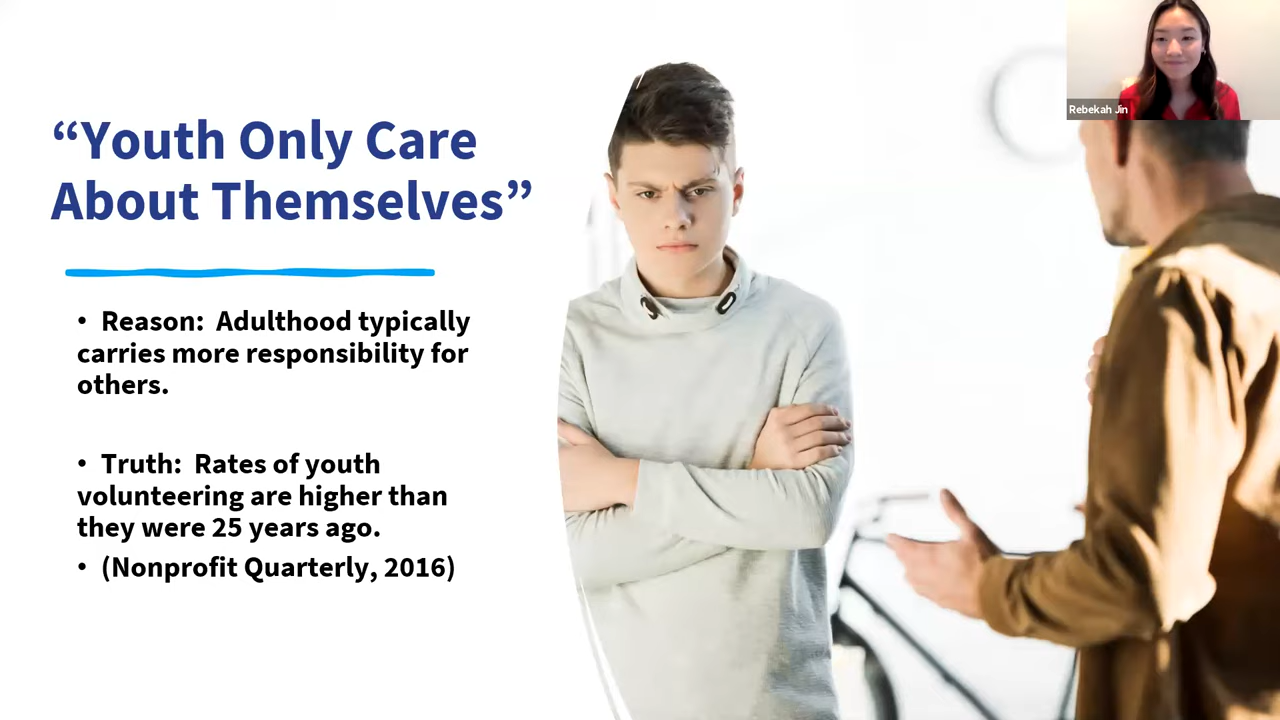 “Youth Only Care
About Themselves”
• Reason:  Adulthood typically
carries more responsibility for
others.
• Truth:  Rates of youth
volunteering are higher than
they were 25 years ago.
• (Nonprofit Quarterly, 2016)
Rebekah Jin